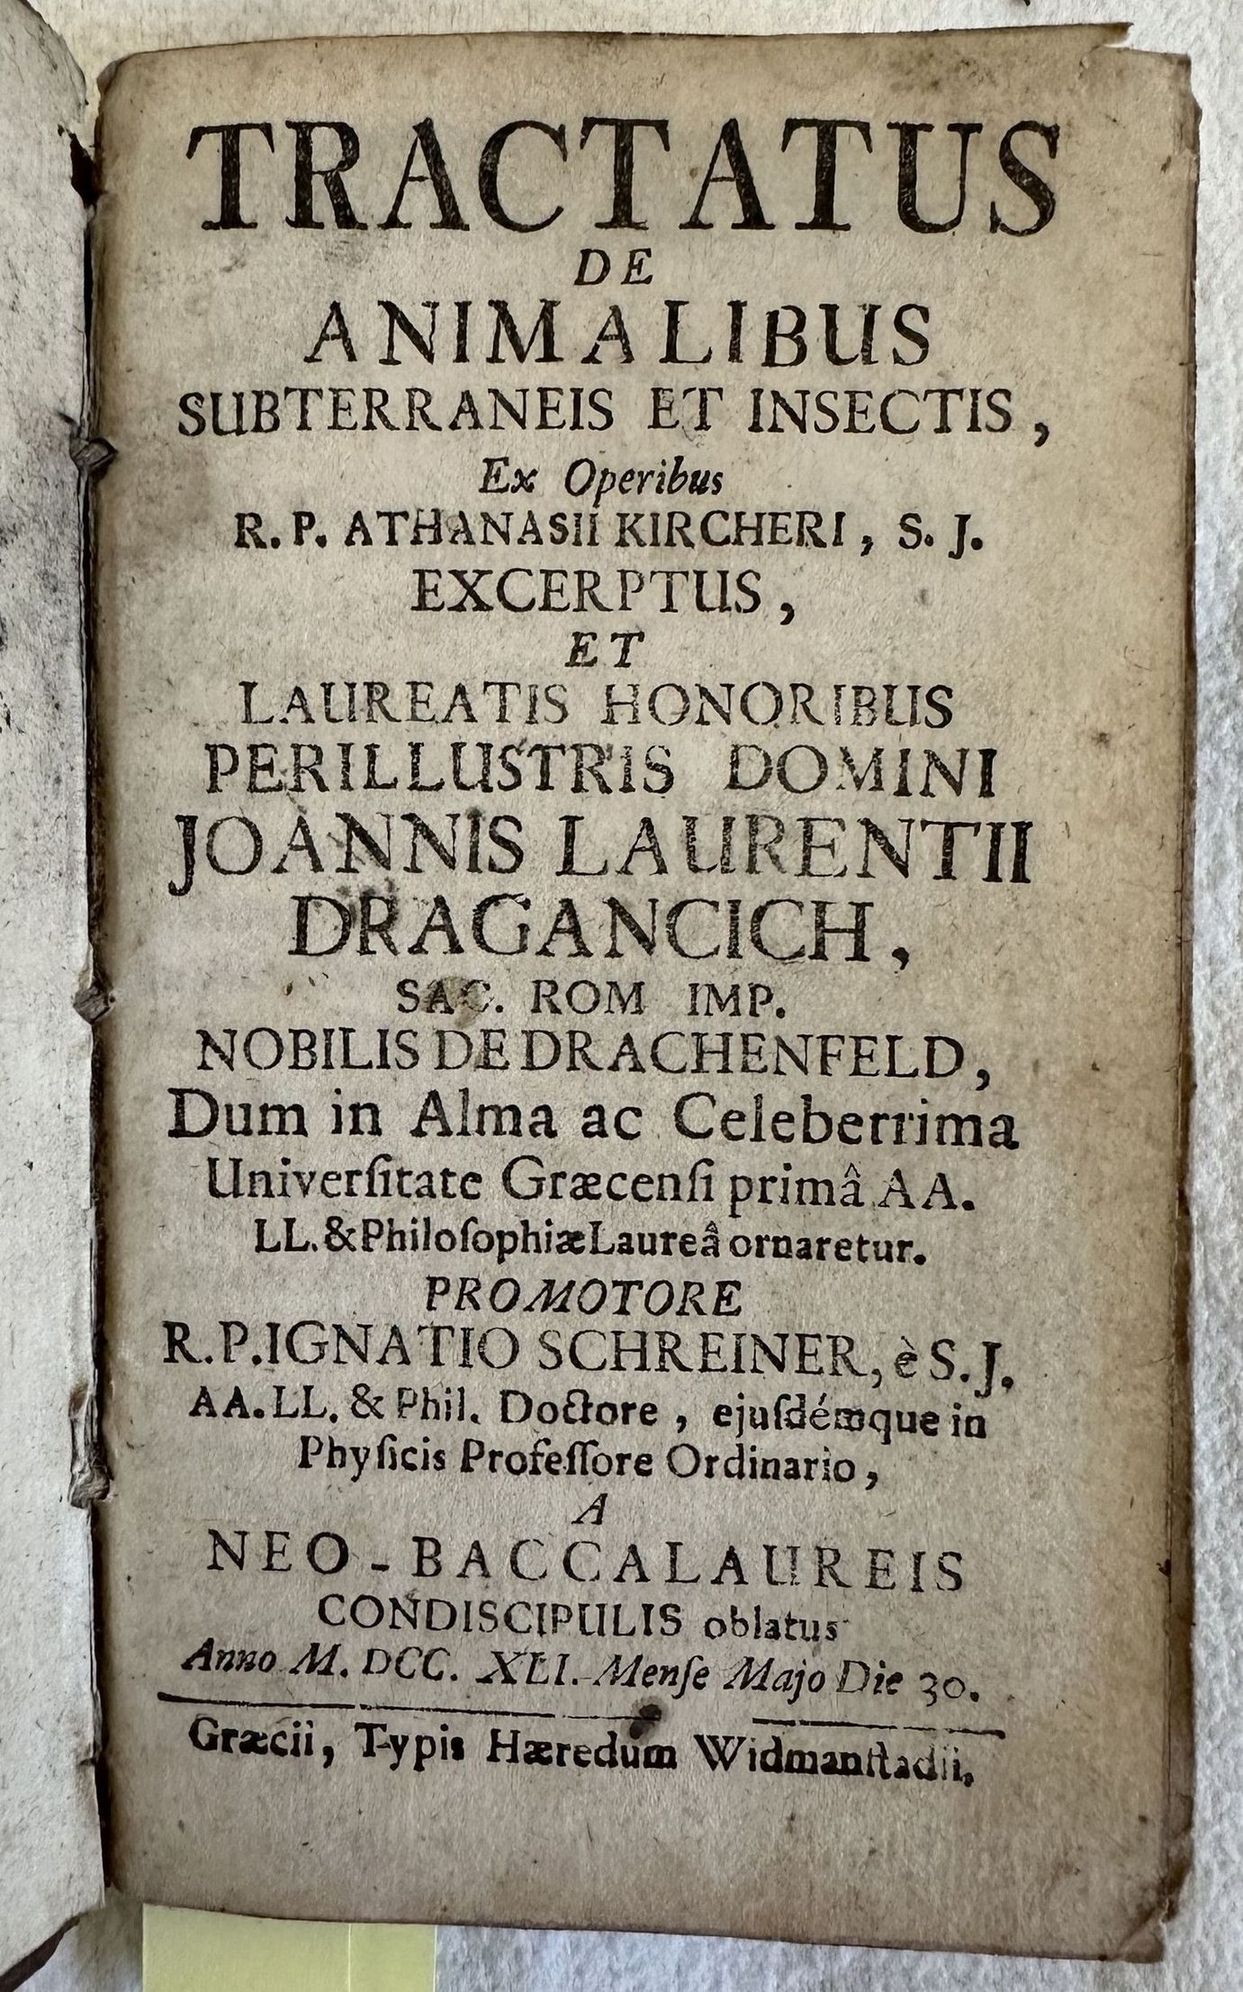 TRACTATUS
DE
ANIMALIBUS
SUBTERRANEIS ET INSECTIS,
Ex Operibus
R. P. ATHANASII KIRCHERI, S. J.
EXCERPTUS,
ET
LAUREATIS HONORIBUS
PERILLUSTRIS DOMINI
JOANNIS LAURENTII
DRAGANCICH,
SAC. ROM IMP.
NOBILIS DE DRACHENFELD,
Dum in Alma ac Celeberrima
Univerſitate Græcenſi primâ AA.
LL. & Philoſophiæ Laureâ ornaretur.
PROMOTORE
R. P. IGNATIO SCHREINER, è S. J.
AA. LL. & Phil. Doctore, ejuſdémque in
Phyſicis Profeſſore Ordinario,
A
NEO-BACCALAUREIS
CONDISCIPULIS oblatus
Anno M. DCC. XLI. Menſe Majo Die 30.
Græcii, Typis Hæredum Widmanſtadii,